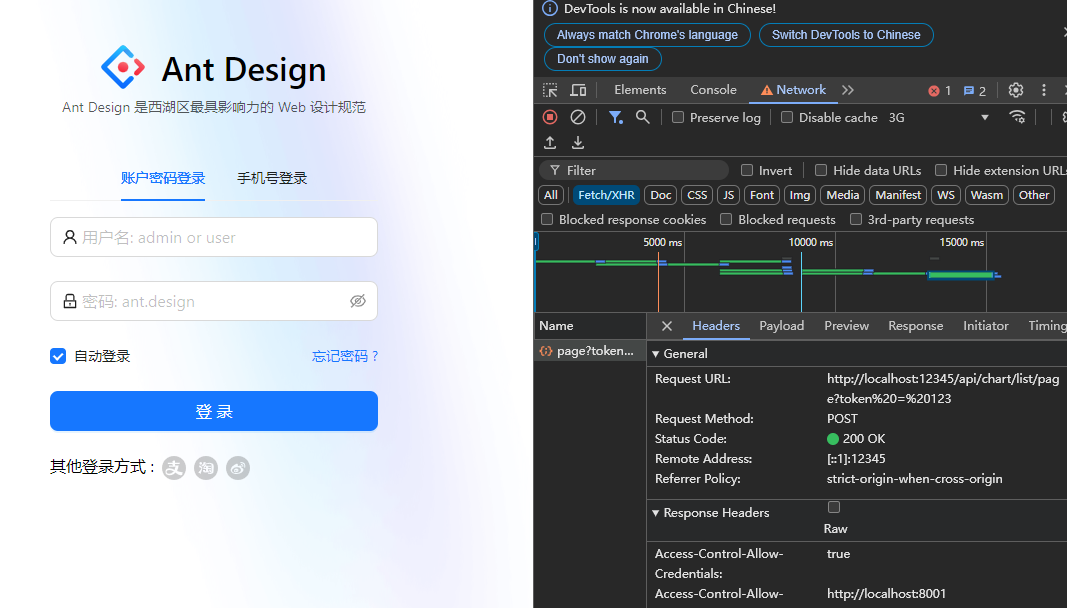 Ant Design
Ant Design 是西湖区最具影响力的 Web 设计规范
账户密码登录 手机号登录
用户名: admin or user
密码: ant.design
自动登录 忘记密码 ?
登 录
其他登录方式 : 支 淘
DevTools is now available in Chinese!
Always match Chrome's language Switch DevTools to Chinese
Don't show again
Elements Console Network 1 2
Preserve log Disable cache 3G
Filter Invert Hide data URLs Hide extension URLs
All Fetch/XHR Doc CSS JS Font Img Media Manifest WS Wasm Other
Blocked response cookies Blocked requests 3rd-party requests
5000 ms 10000 ms 15000 ms
Name Headers Payload Preview Response Initiator Timing
page?token...
General
Request URL: http://localhost:12345/api/chart/list/pa
ge?token%20=%20123
Request Method: POST
Status Code: 200 OK
Remote Address: [::1]:12345
Referrer Policy: strict-origin-when-cross-origin
Response Headers
Raw
Access-Control-Allow- true
Credentials:
Access-Control-Allow- http://localhost:8001